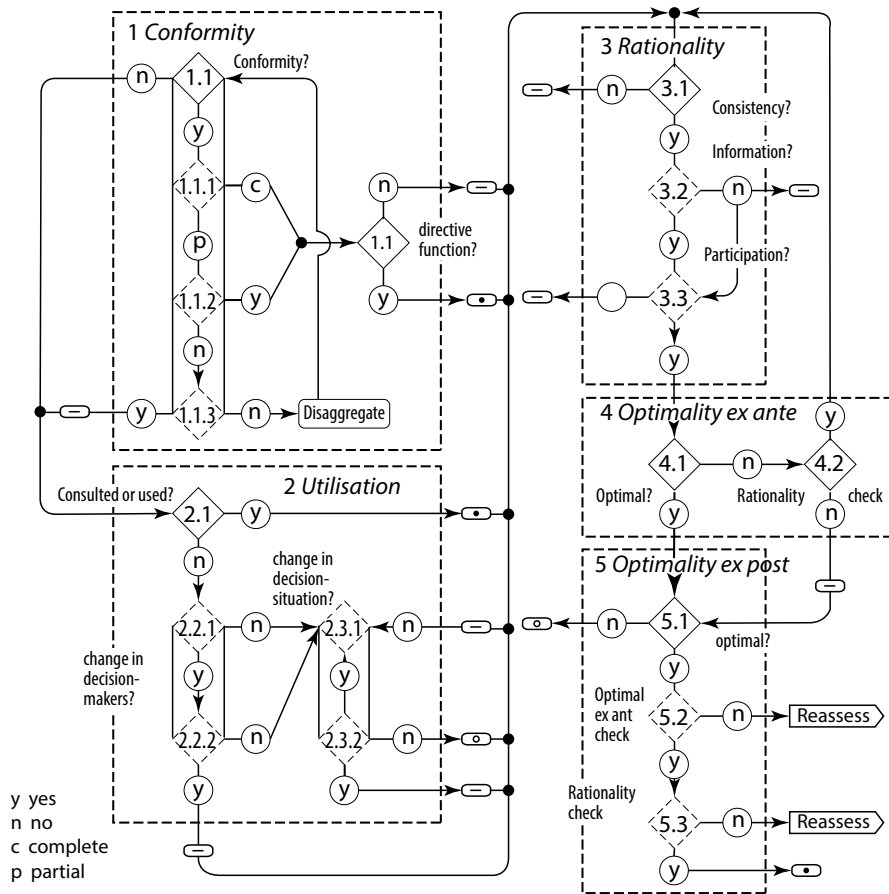 1 Conformity
n
1.1
Conformity?
y
1.1.1
c
p
1.1.2
y
n
1.1.3
y
n
Disaggregate
n
1.1
directive
function?
y
2 Utilisation
Consulted or used?
2.1
y
n
change in
decision-
situation?
2.2.1
n
2.3.1
n
change in
decision-
makers?
y
y
2.2.2
n
2.3.2
n
y
y
y yes
n no
c complete
p partial
3 Rationality
n
3.1
Consistency?
y
Information?
3.2
n
y
Participation?
3.3
y
4 Optimality ex ante
y
4.1
n
4.2
Optimal?
Rationality
check
y
n
5 Optimality ex post
n
5.1
optimal?
y
Optimal
ex ant
check
5.2
n
Reassess
y
Rationality
check
5.3
n
Reassess
y